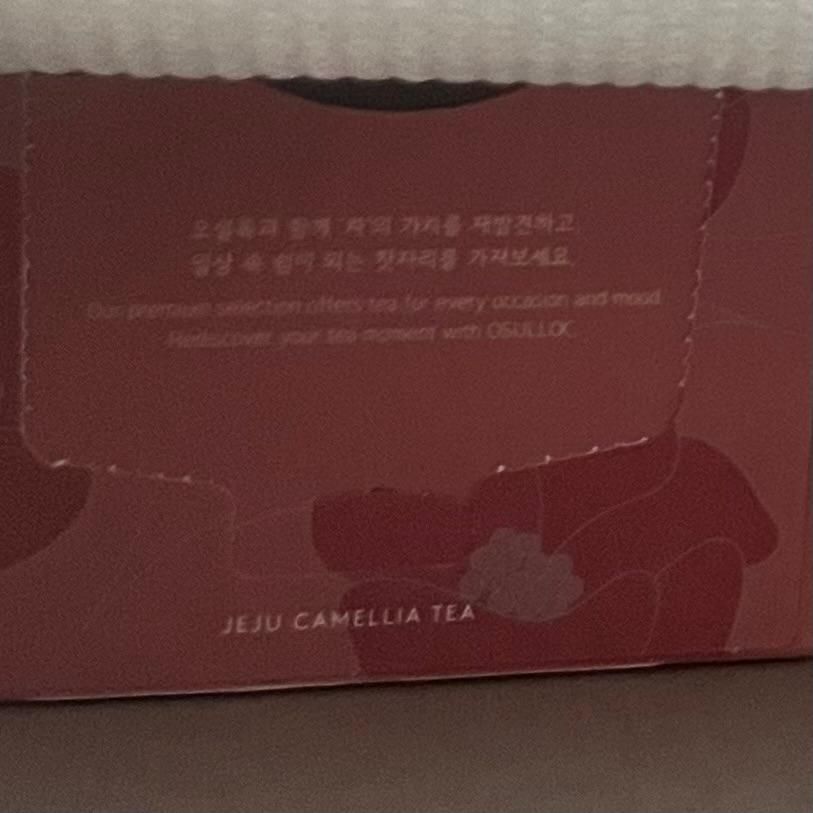 오설록과 함께 '차'의 가치를 재발견하고,
일상 속 쉼이 되는 찻자리를 가져보세요.
Our premium selection offers tea for every occasion and mood.
Rediscover your tea moment with OSULLOC.
JEJU CAMELLIA TEA